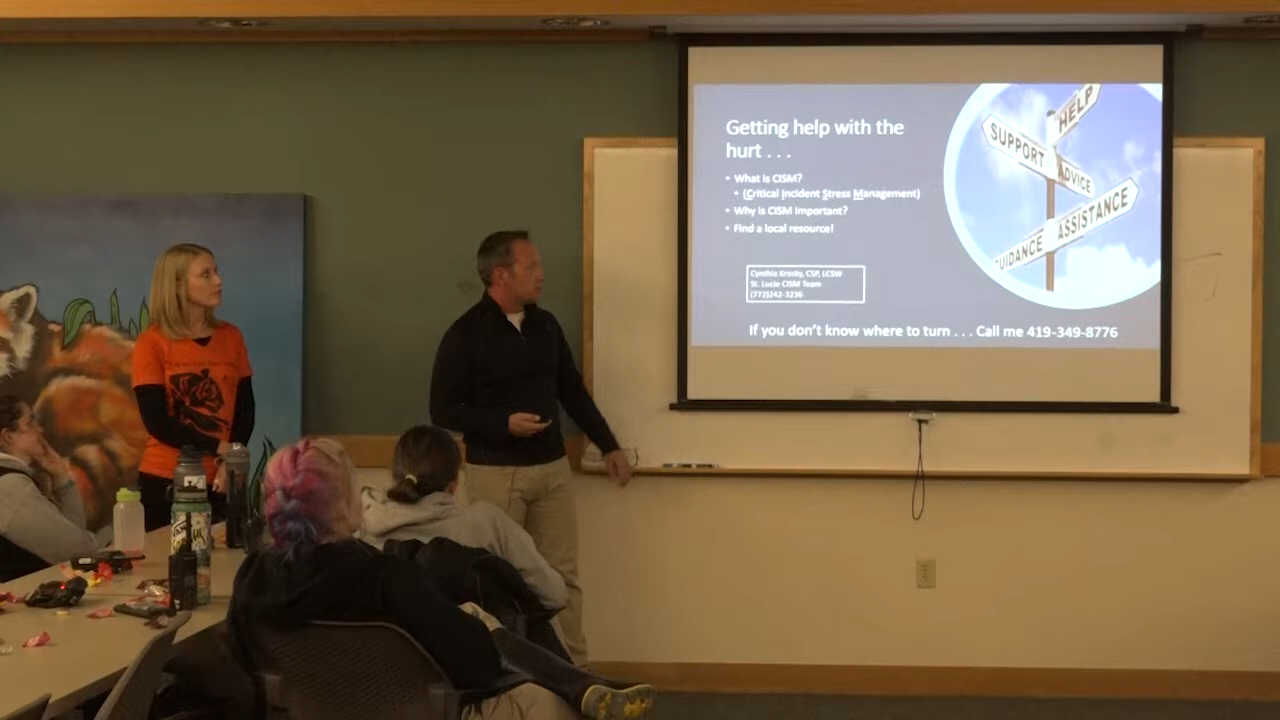 Getting help with the
hurt . . .
• What is CISM?
• (Critical Incident Stress Management)
• Why is CISM Important?
• Find a local resource!
Cynthia Krosby, CSP, LCSW
St. Lucie CISM Team
(772)242-3236
If you don't know where to turn . . . Call me 419-349-8776
HELP
SUPPORT
ADVICE
ASSISTANCE
UIDANCE